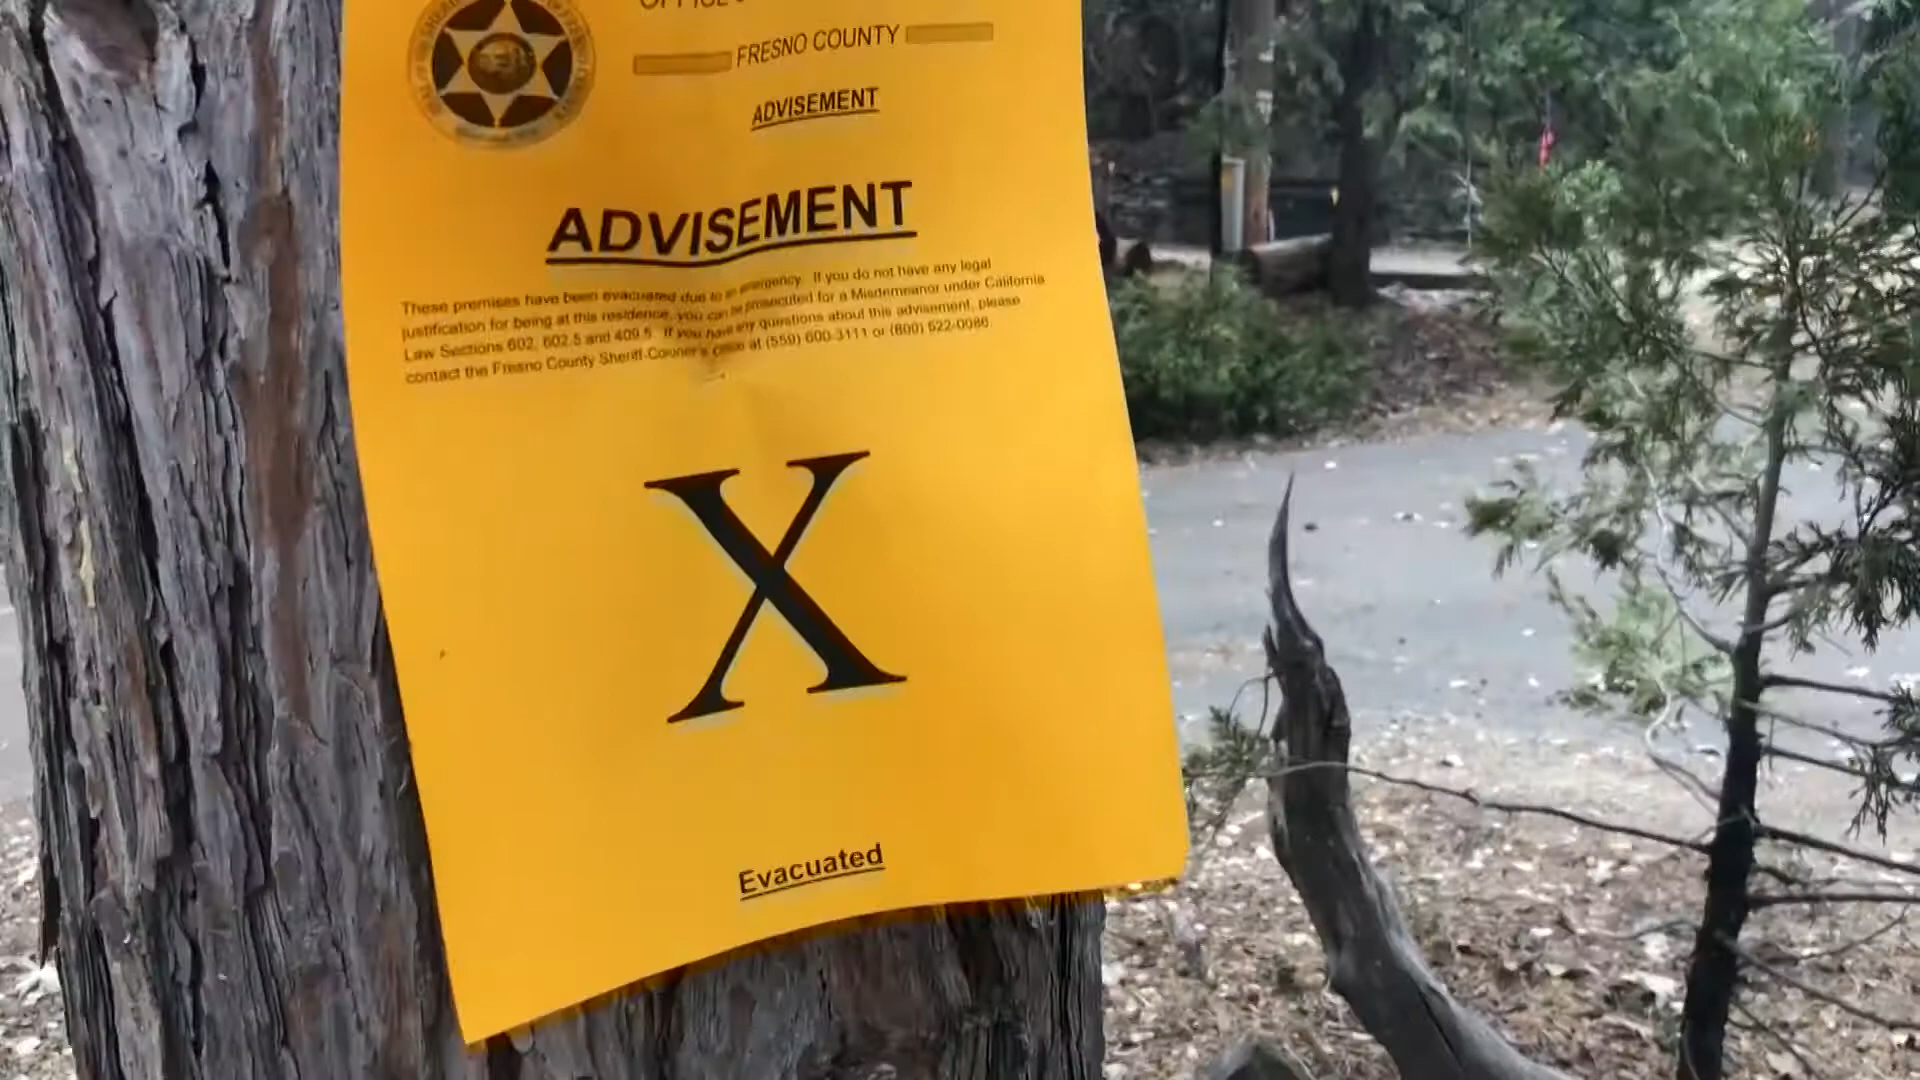 FRESNO COUNTY
ADVISEMENT
ADVISEMENT
These premises have been evacuated due to an emergency. If you do not have any legal
justification for being at this residence, you can be prosecuted for a Misdemeanor under California
Law Sections 602, 602.5 and 409.5. If you have any questions about this advisement, please
contact the Fresno County Sheriff-Coroner's office at (559) 600-3111 or (800) 522-0086.
X
Evacuated